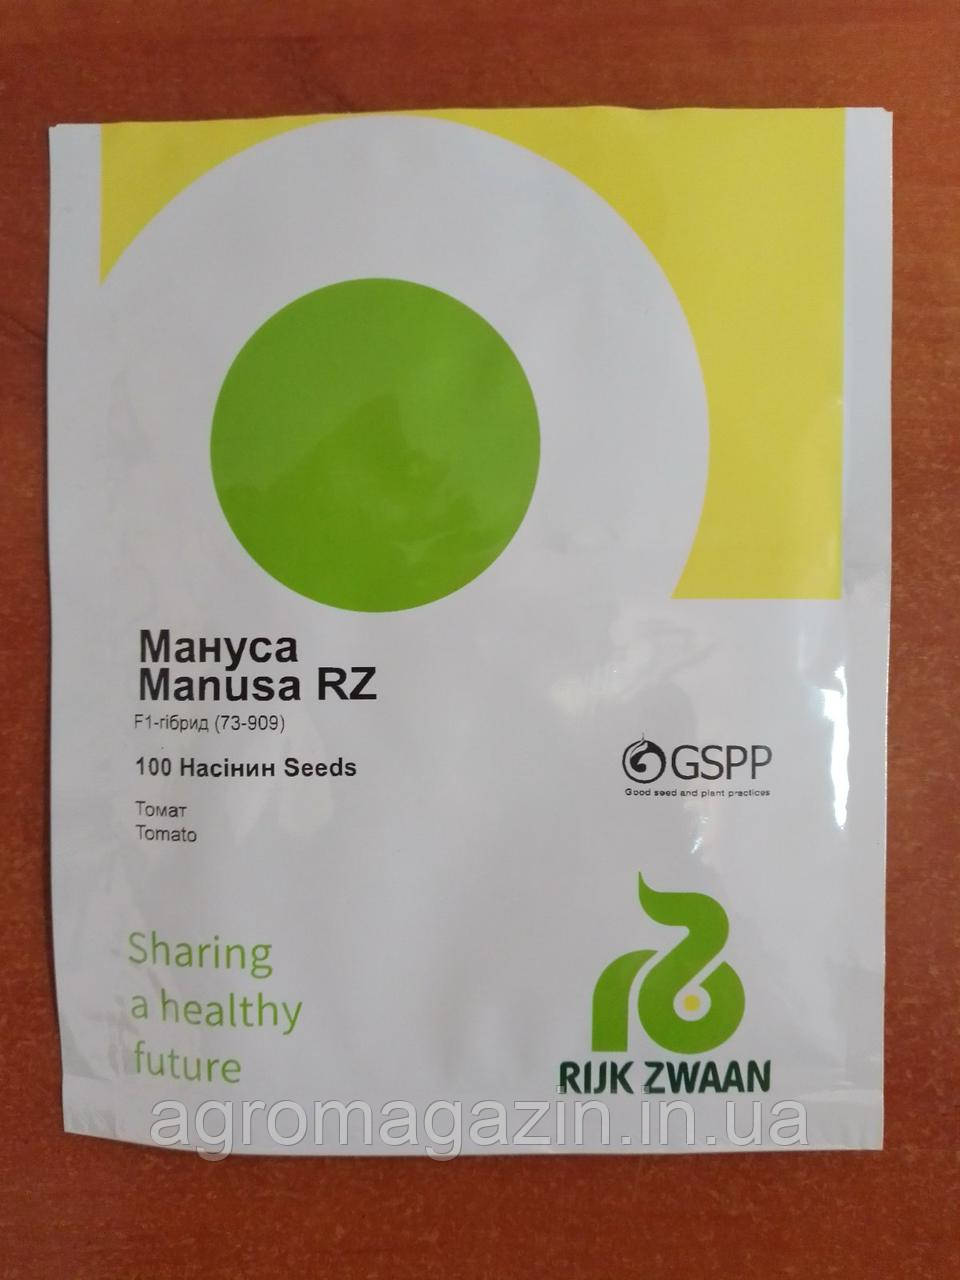 Мануса
Manusa RZ
F1-гібрид (73-909)
100 Насінин Seeds
Томат
Tomato
GSPP
Good seed and plant practices
Sharing
a healthy
future
RIJK ZWAAN
agromagazin.in.ua